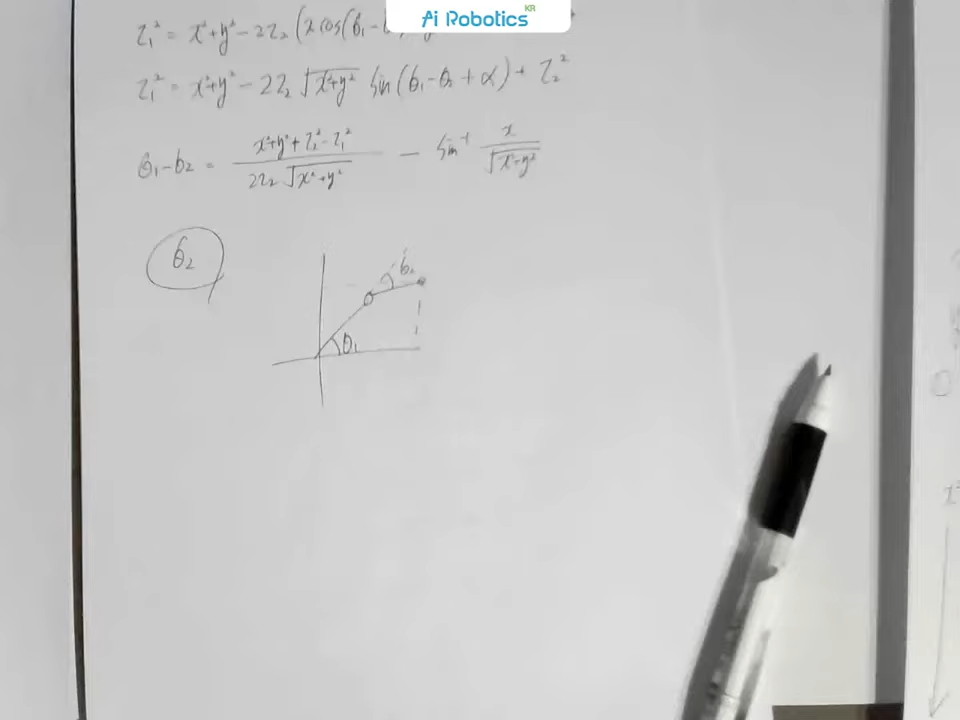 Ai Robotics KR
l₁² = x²+y² - 2l₂ (x cos(θ₁-
l₁² = x²+y² - 2l₂ √x²+y² sin(θ₁-θ₂+α) + l₂²
θ₁-θ₂ = (x²+y²+l₂²-l₁²)/(2l₂ √x²+y²) - sin⁻¹ x/√x²+y²
θ₂
θ₂
θ₁